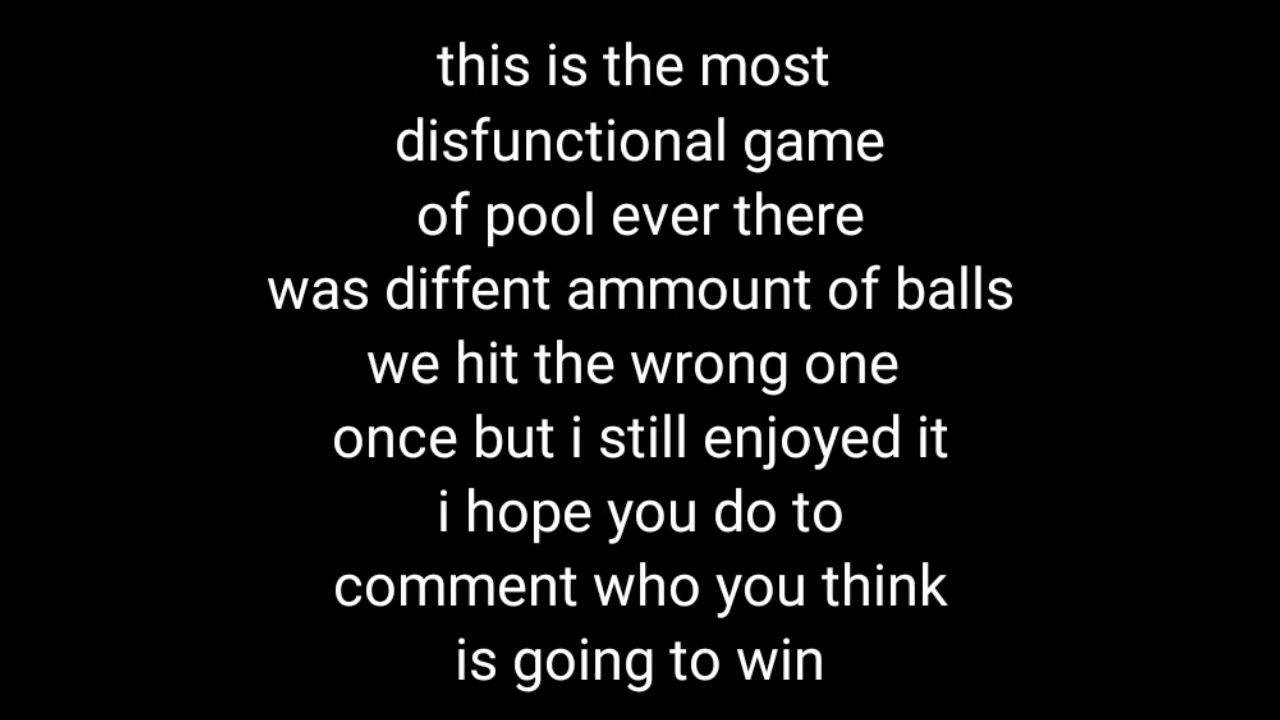 this is the most
disfunctional game
of pool ever there
was diffent ammount of balls
we hit the wrong one
once but i still enjoyed it
i hope you do to
comment who you think
is going to win